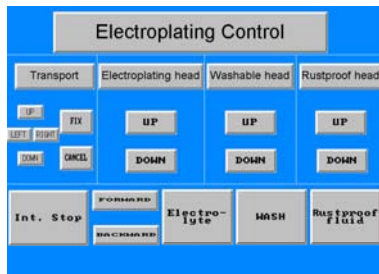 Electroplating Control
Transport
Electroplating head
Washable head
Rustproof head
UP
FIX
LEFT
RIGHT
DOWN
CANCEL
UP
UP
UP
DOWN
DOWN
DOWN
Int. Stop
FORWARD
BACKWARD
Electro-
lyte
WASH
Rustproof
fluid